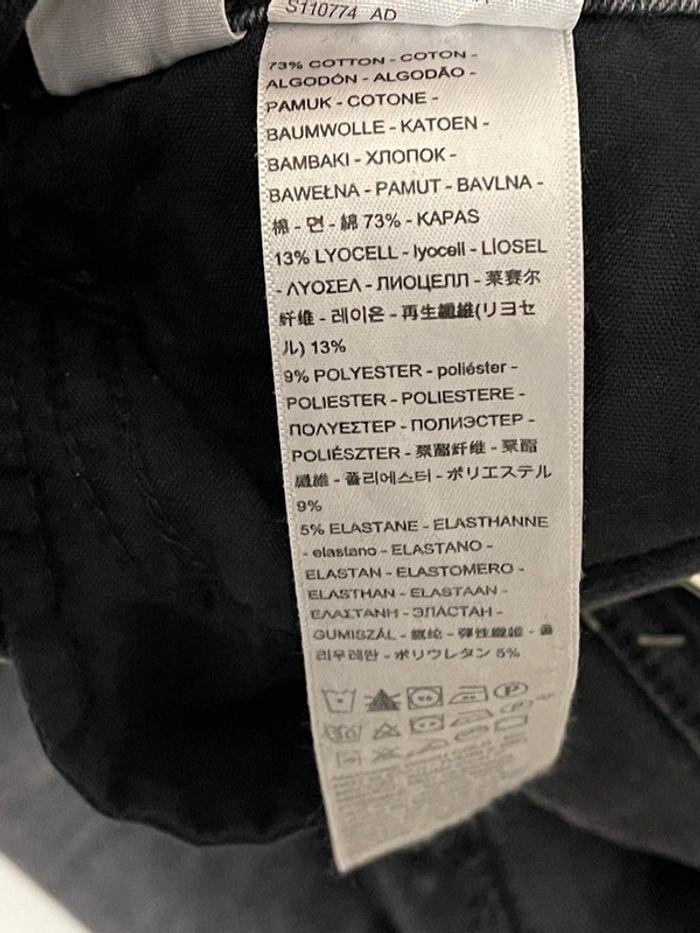 S110774 AD
73% COTTON - COTON -
ALGODÓN - ALGODÃO -
PAMUK - COTONE -
BAUMWOLLE - KATOEN -
BAMBAKI - ХЛОПОК -
BAWEŁNA - PAMUT - BAVLNA -
棉 - 면 - 綿 73% - KAPAS
13% LYOCELL - lyocell - LİOSEL
- ΛΥΟΣΕΛ - ЛИОЦЕЛЛ - 莱赛尔
纤维 - 레이온 - 再生繊維(リヨセ
ル) 13%
9% POLYESTER - poliéster -
POLIESTER - POLIESTERE -
ΠΟΛΥΕΣΤΕΡ - ПОЛИЭСТЕР -
POLIÉSZTER - 聚酯纤维 - 聚酯
纖維 - 폴리에스터 - ポリエステル
9%
5% ELASTANE - ELASTHANNE
- elastano - ELASTANO -
ELASTAN - ELASTOMERO -
ELASTHAN - ELASTAAN -
ΕΛΑΣΤΑΝΗ - ЭЛАСТАН -
GUMISZÁL - 氨纶 - 弾性繊維 - 폴
리우레탄 - ポリウレタン 5%